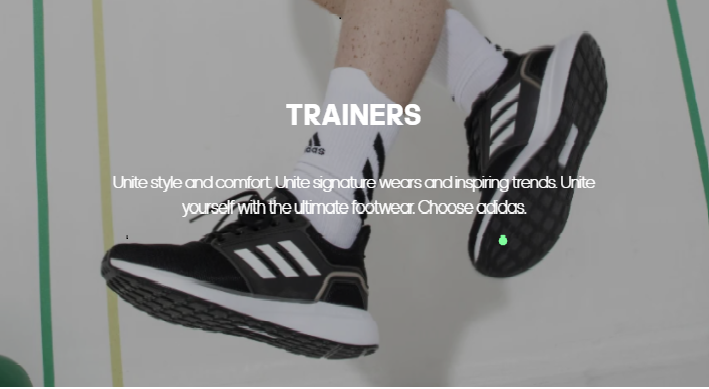 TRAINERS
adidas
Unite style and comfort. Unite signature wears and inspiring trends. Unite
yourself with the ultimate footwear. Choose adidas.